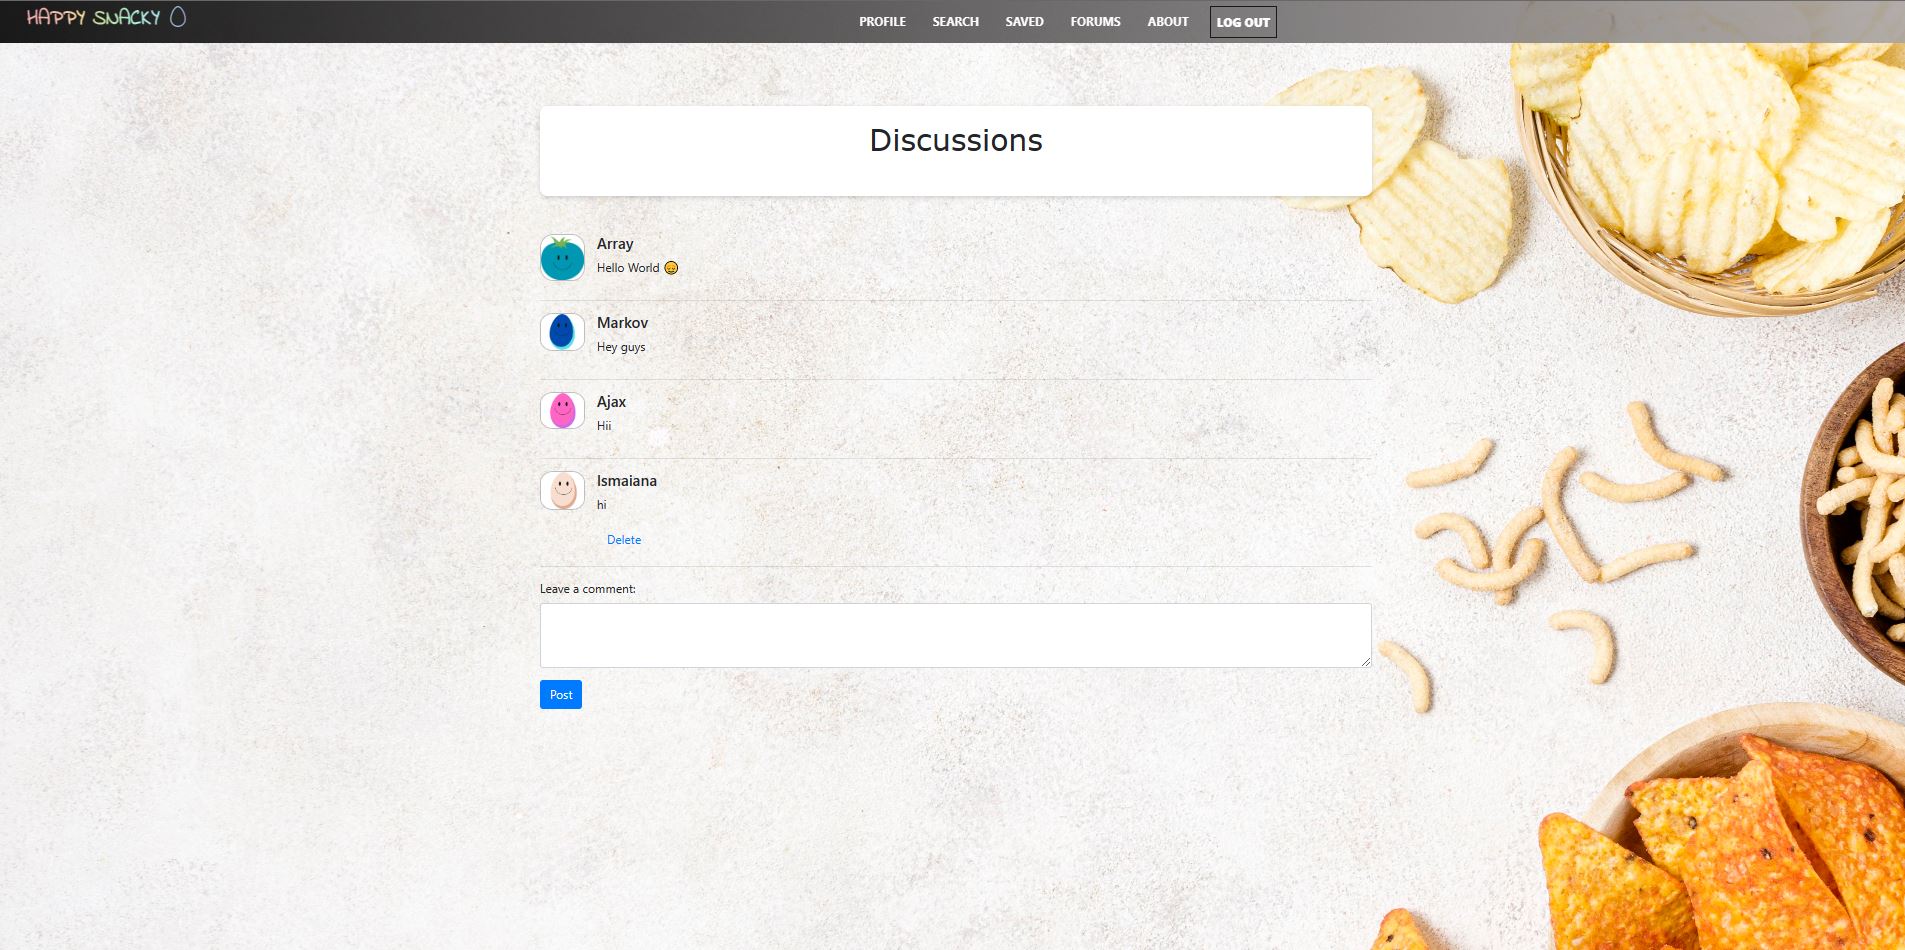 HAPPY SNACKY
PROFILE SEARCH SAVED FORUMS ABOUT LOG OUT
Discussions
Array
Hello World 😄
Markov
Hey guys
Ajax
Hii
Ismaiana
hi
Delete
Leave a comment:
Post